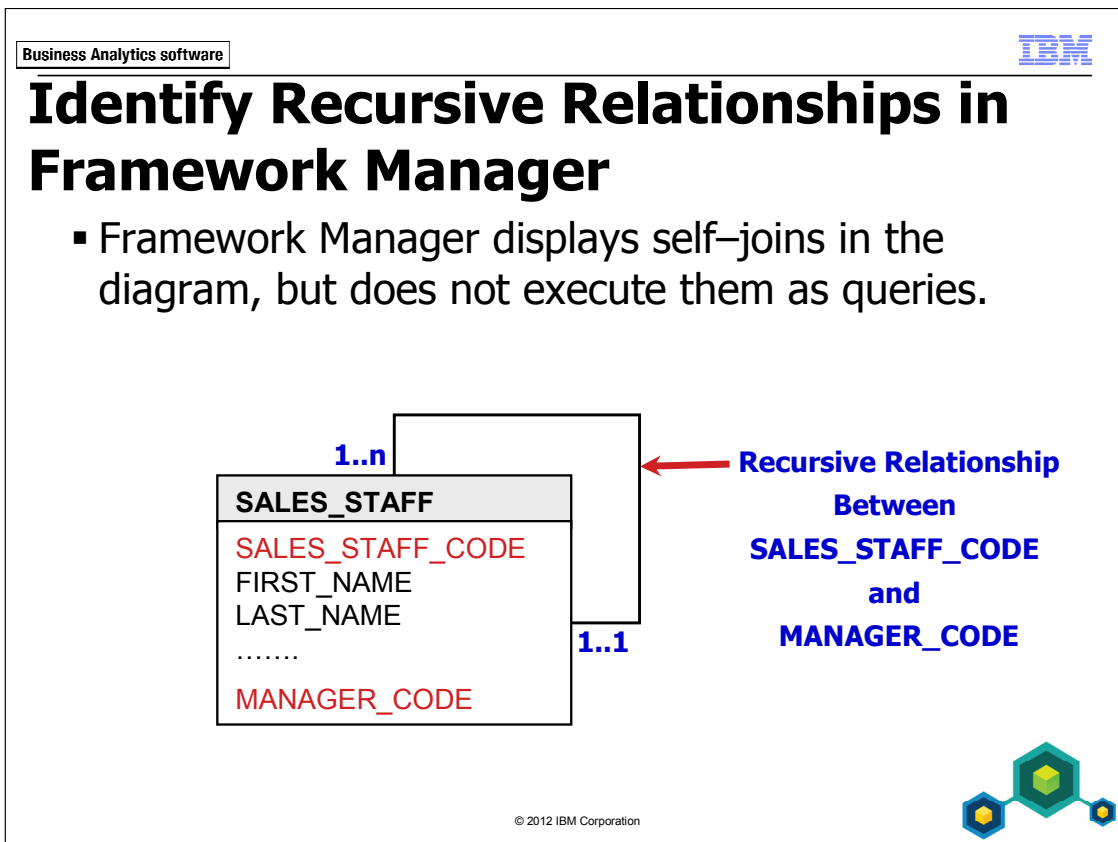 Business Analytics software
IBM
Identify Recursive Relationships in
Framework Manager
▪ Framework Manager displays self–joins in the
diagram, but does not execute them as queries.
1..n
SALES_STAFF
SALES_STAFF_CODE
FIRST_NAME
LAST_NAME
.......
MANAGER_CODE
1..1
Recursive Relationship
Between
SALES_STAFF_CODE
and
MANAGER_CODE
© 2012 IBM Corporation